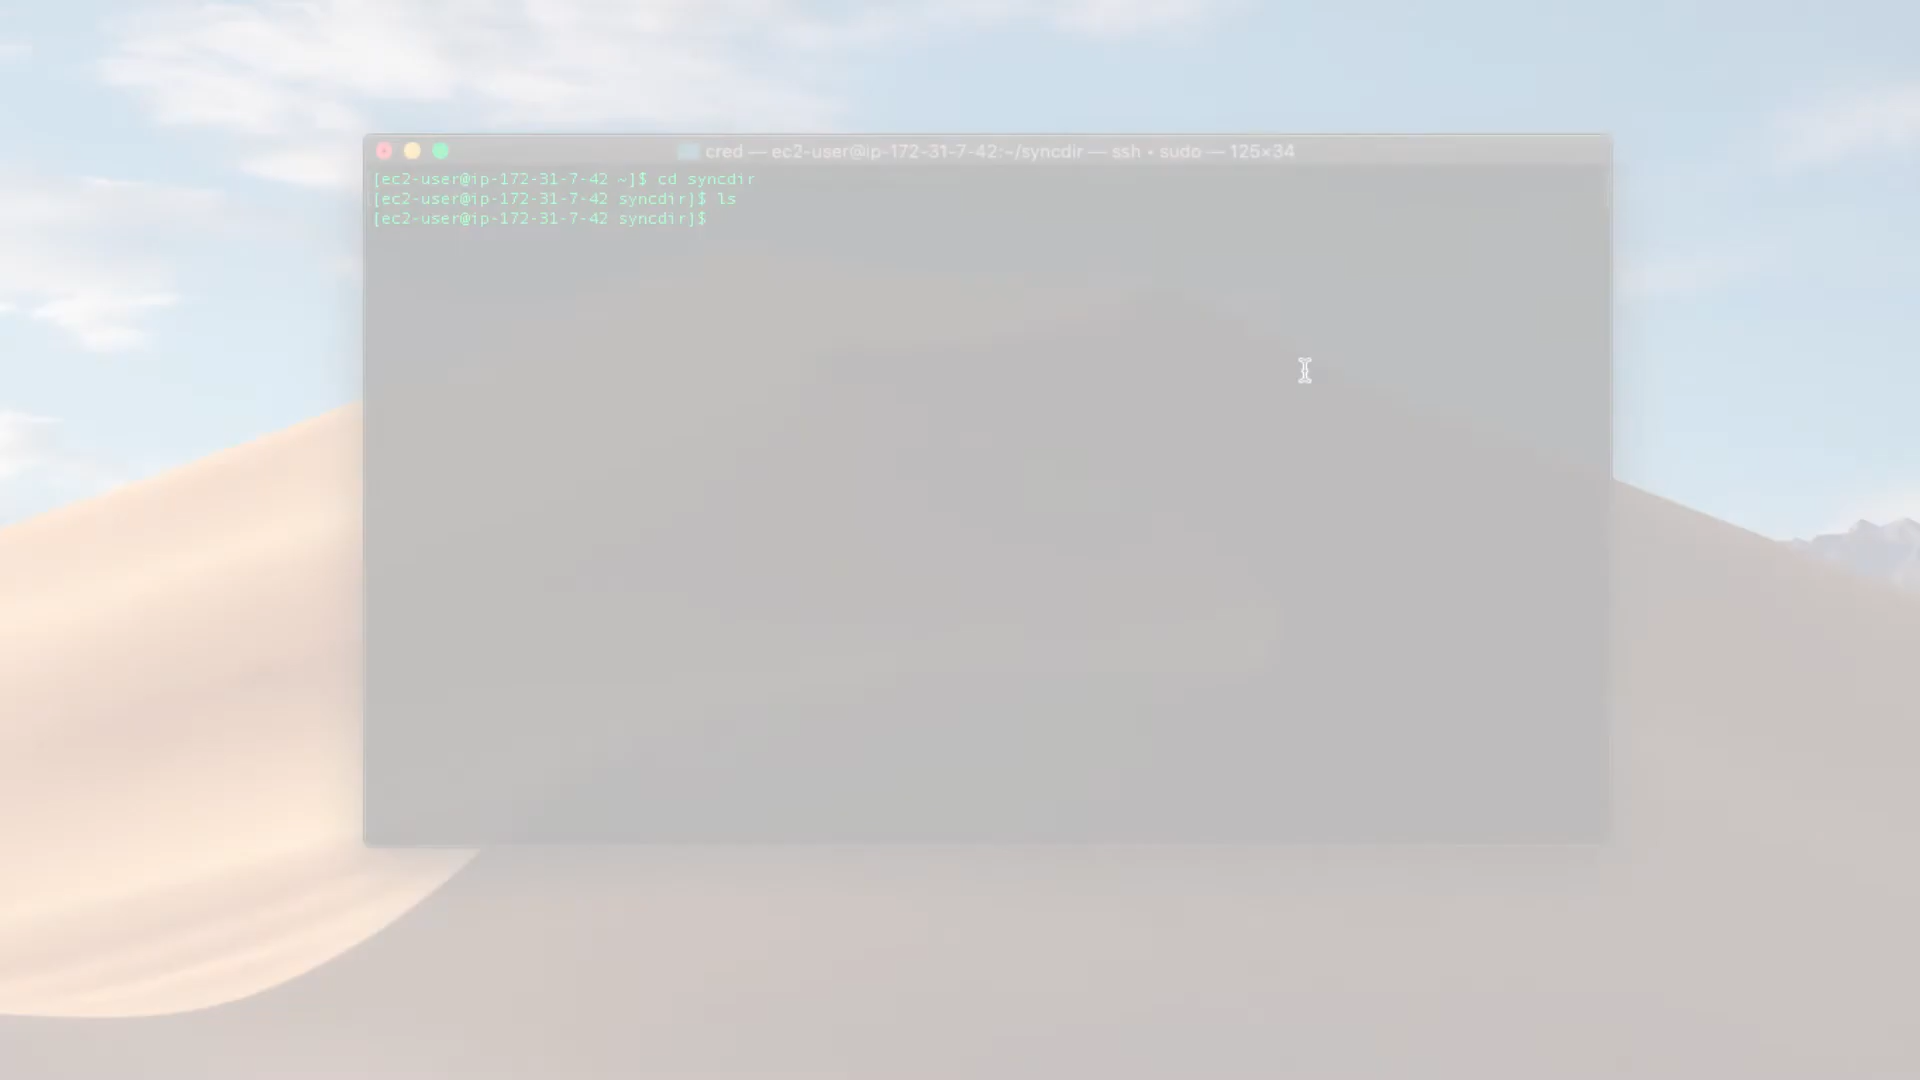 cred — ec2-user@ip-172-31-7-42:~/syncdir — ssh • sudo — 125×34
[ec2-user@ip-172-31-7-42 ~]$ cd syncdir
[ec2-user@ip-172-31-7-42 syncdir]$ ls
[ec2-user@ip-172-31-7-42 syncdir]$